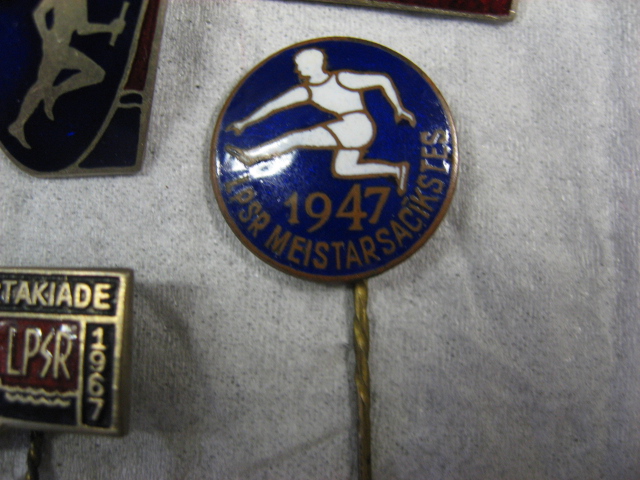 1947
LPSR MEISTARSACĪKSTES
TAKIADE
LPSR
1967